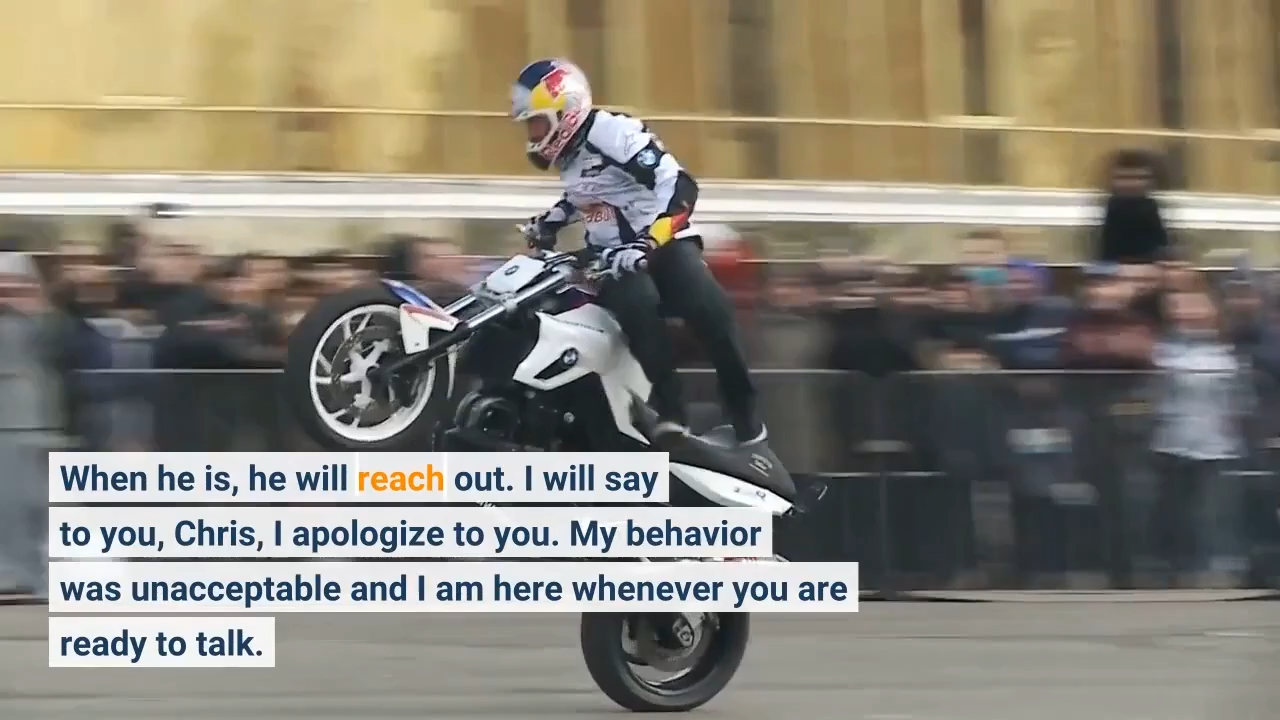 When he is, he will reach out. I will say
to you, Chris, I apologize to you. My behavior
was unacceptable and I am here whenever you are
ready to talk.